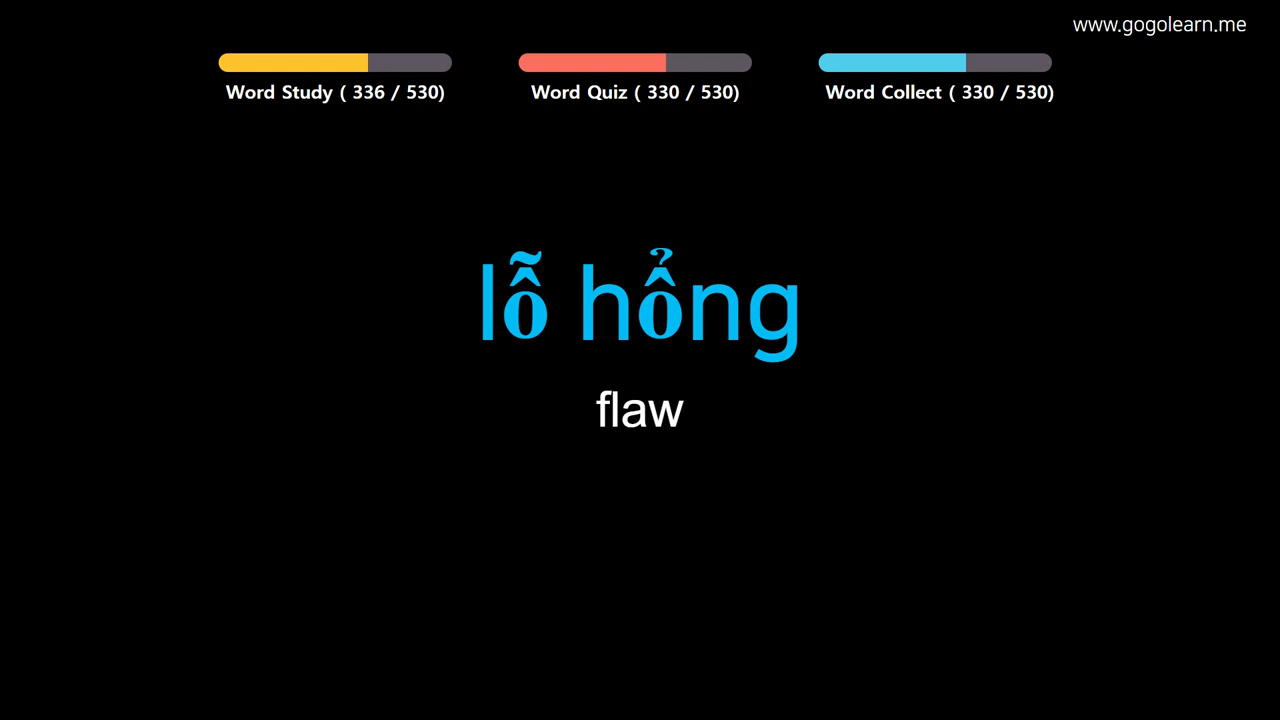 www.gogolearn.me
Word Study ( 336 / 530)
Word Quiz ( 330 / 530)
Word Collect ( 330 / 530)
lỗ hổng
flaw